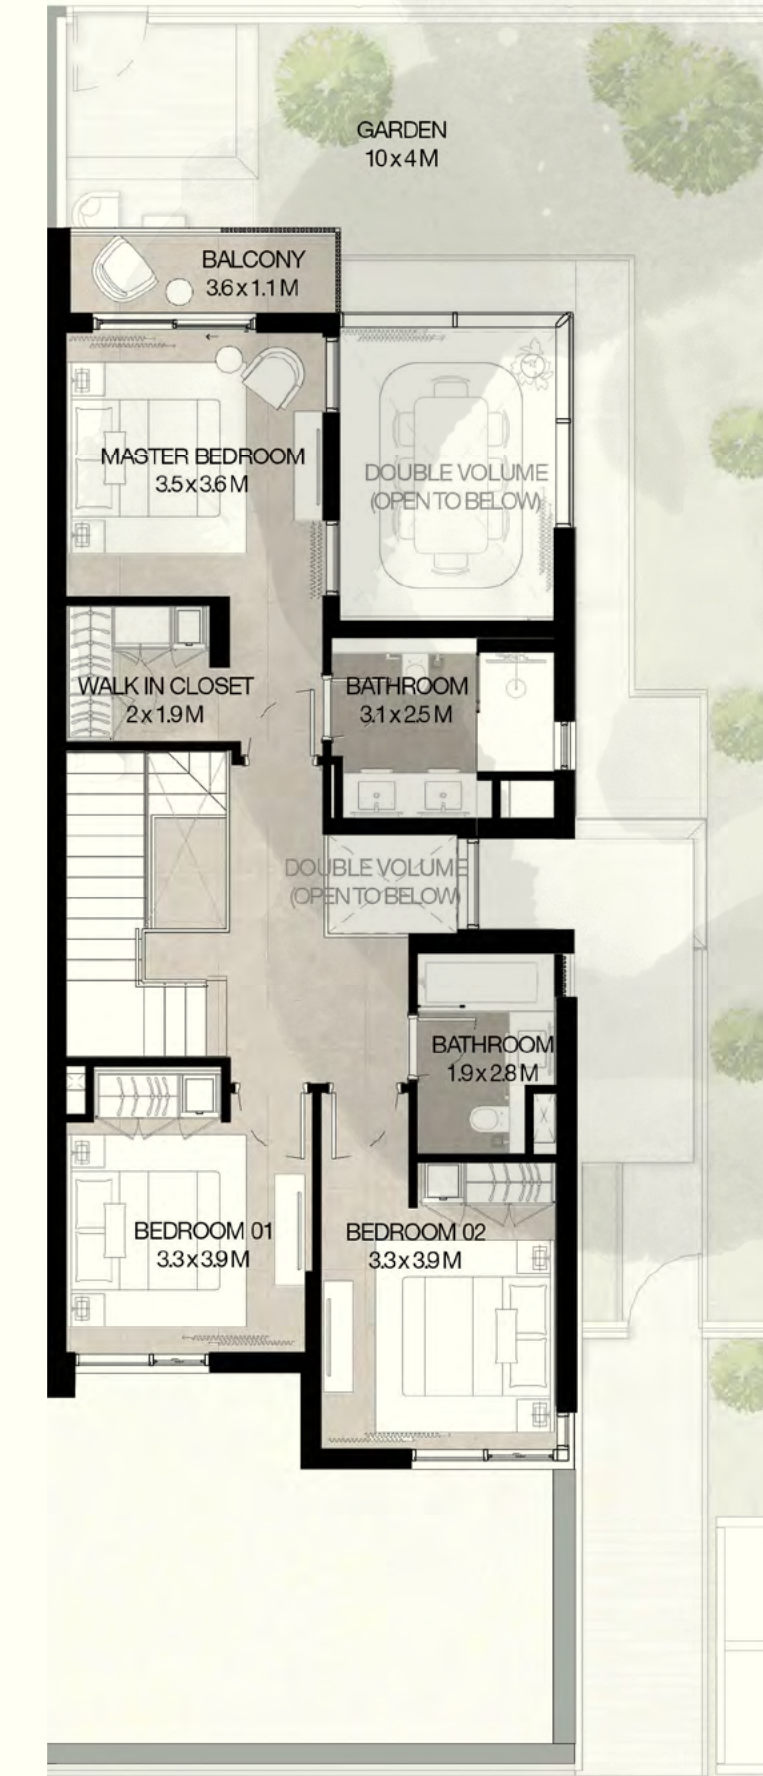 GARDEN
10 x 4 M
BALCONY
3.6 x 1.1 M
MASTER BEDROOM
3.5 x 3.6 M
DOUBLE VOLUME
(OPEN TO BELOW)
WALK IN CLOSET
2 x 1.9 M
BATHROOM
3.1 x 2.5 M
DOUBLE VOLUME
(OPEN TO BELOW)
BATHROOM
1.9 x 2.8 M
BEDROOM 01
3.3 x 3.9 M
BEDROOM 02
3.3 x 3.9 M